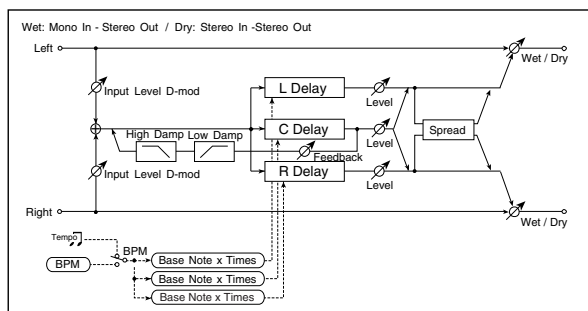 Wet: Mono In - Stereo Out / Dry: Stereo In -Stereo Out
Left
Wet / Dry
Input Level D-mod
L Delay
Level
High Damp
Low Damp
C Delay
Level
Spread
Feedback
Input Level D-mod
R Delay
Level
Right
Wet / Dry
Tempo
BPM
BPM
Base Note x Times
Base Note x Times
Base Note x Times